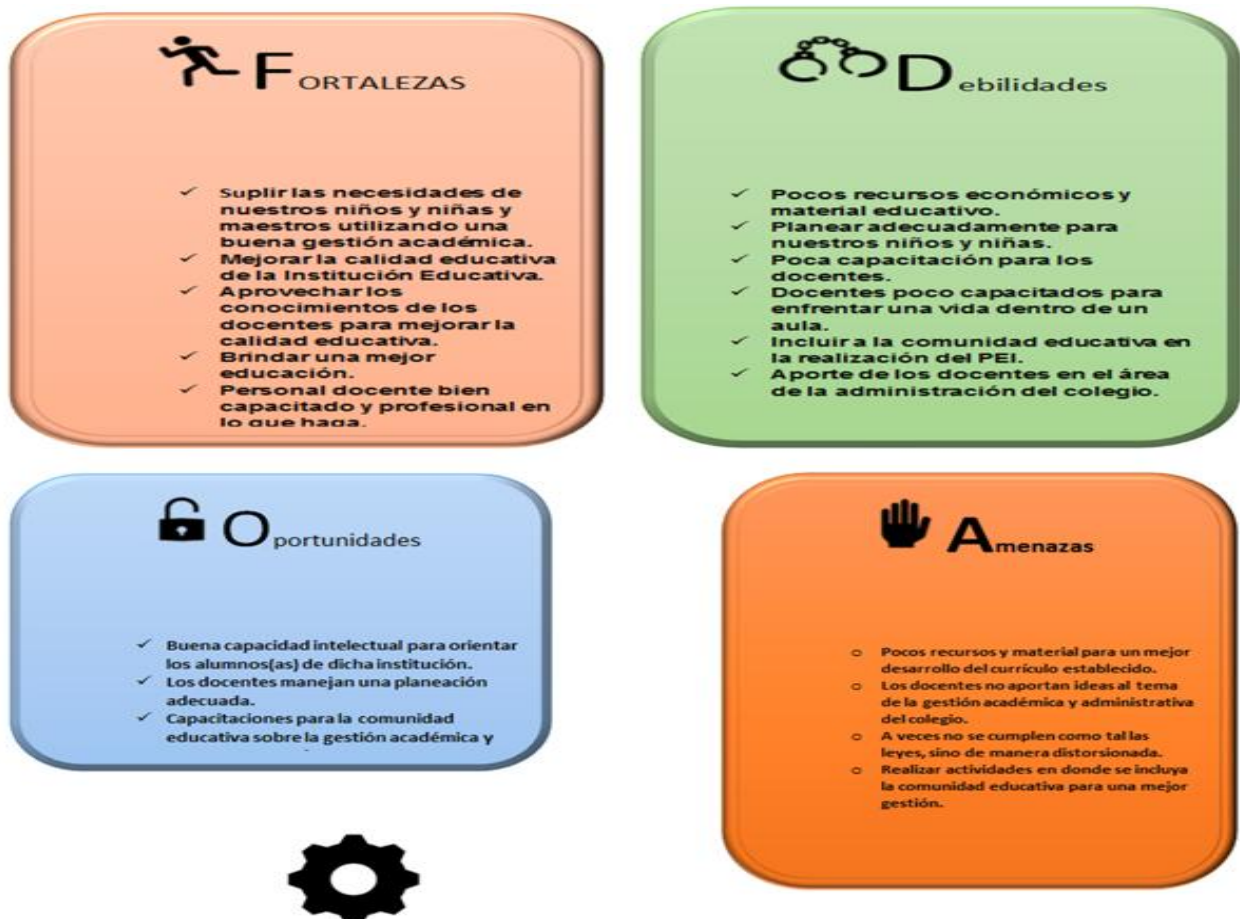 FORTALEZAS
✓ Suplir las necesidades de
nuestros niños y niñas y
maestros utilizando una
buena gestión académica.
✓ Mejorar la calidad educativa
de la Institución Educativa.
✓ Aprovechar los
conocimientos de los
docentes para mejorar la
calidad educativa.
✓ Brindar una mejor
educación.
✓ Personal docente bien
capacitado y profesional en
lo que haga.
Debilidades
✓ Pocos recursos económicos y
material educativo.
✓ Planear adecuadamente para
nuestros niños y niñas.
✓ Poca capacitación para los
docentes.
✓ Docentes poco capacitados para
enfrentar una vida dentro de un
aula.
✓ Incluir a la comunidad educativa en
la realización del PEI.
✓ Aporte de los docentes en el área
de la administración del colegio.
Oportunidades
✓ Buena capacidad intelectual para orientar
los alumnos(as) de dicha institución.
✓ Los docentes manejan una planeación
adecuada.
✓ Capacitaciones para la comunidad
educativa sobre la gestión académica y
Amenazas
o Pocos recursos y material para un mejor
desarrollo del currículo establecido.
o Los docentes no aportan ideas al tema
de la gestión académica y administrativa
del colegio.
o A veces no se cumplen como tal las
leyes, sino de manera distorsionada.
o Realizar actividades en donde se incluya
la comunidad educativa para una mejor
gestión.